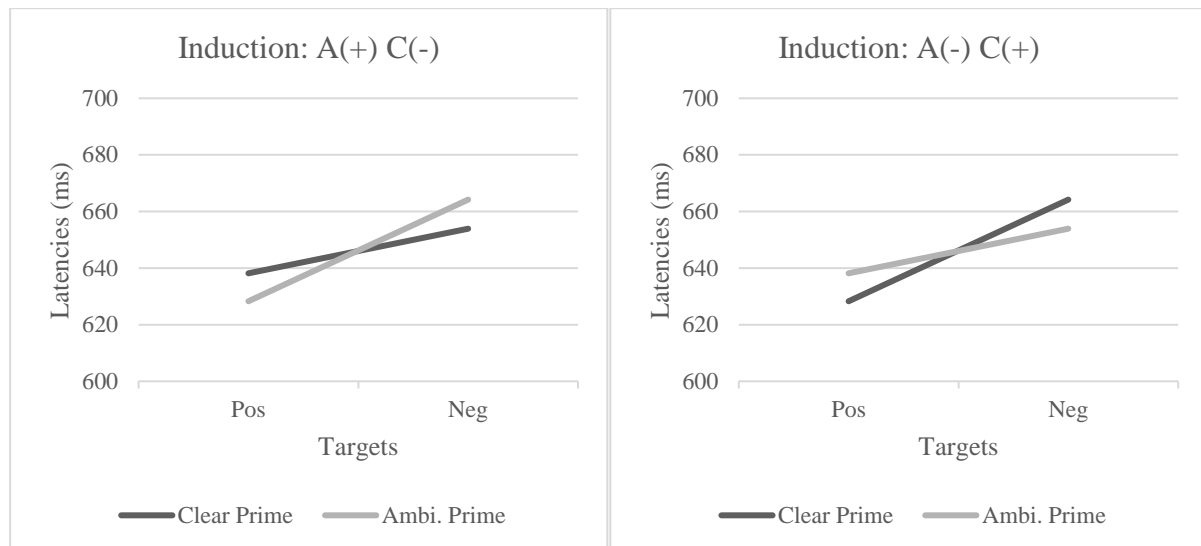 Induction: A(+) C(-)
700
680
660
640
620
600
Latencies (ms)
Pos Neg
Targets
Clear Prime Ambi. Prime
Induction: A(-) C(+)
700
680
660
640
620
600
Latencies (ms)
Pos Neg
Targets
Clear Prime Ambi. Prime